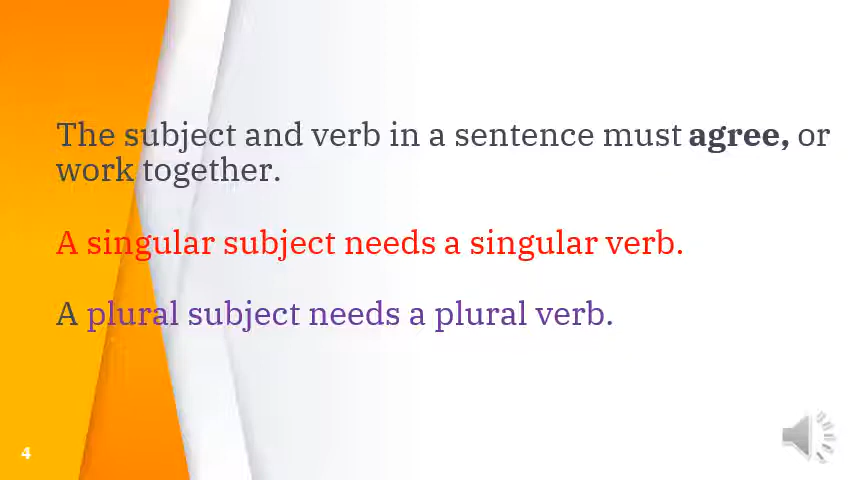 The subject and verb in a sentence must agree, or
work together.
A singular subject needs a singular verb.
A plural subject needs a plural verb.
4